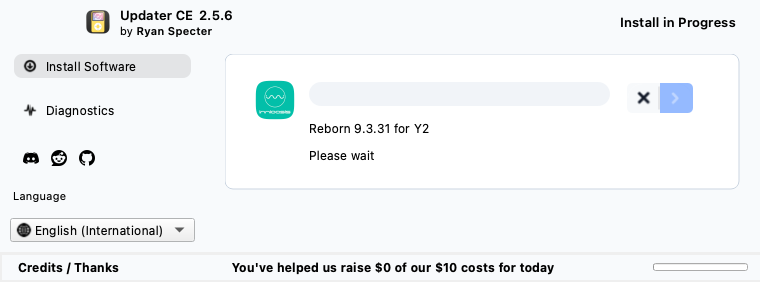 Updater CE 2.5.6
by Ryan Specter
Install in Progress
Install Software
Diagnostics
Reborn 9.3.31 for Y2
Please wait
Language
English (International)
Credits / Thanks
You've helped us raise $0 of our $10 costs for today